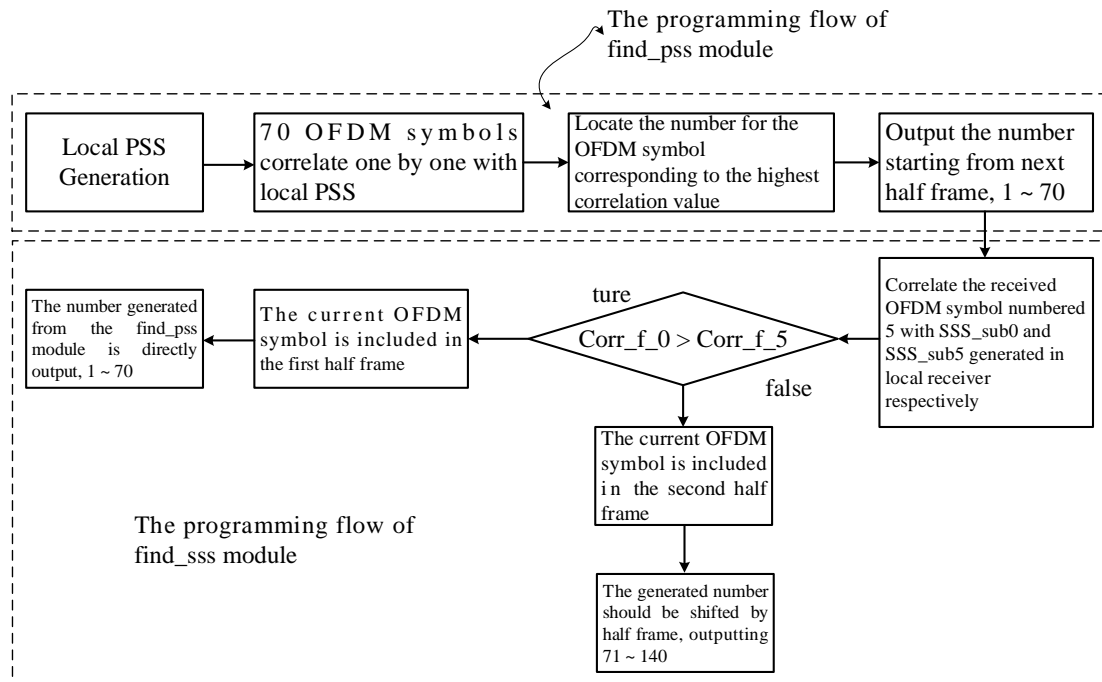 The programming flow of
find_pss module
Local PSS
Generation
70 OFDM symbols
correlate one by one with
local PSS
Locate the number for the
OFDM symbol
corresponding to the highest
correlation value
Output the number
starting from next
half frame, 1 ~ 70
Correlate the received
OFDM symbol numbered
5 with SSS_sub0 and
SSS_sub5 generated in
local receiver
respectively
ture
Corr_f_0 > Corr_f_5
false
The current OFDM
symbol is included in
the first half frame
The number generated
from the find_pss
module is directly
output, 1 ~ 70
The current OFDM
symbol is included
in the second half
frame
The generated number
should be shifted by
half frame, outputting
71 ~ 140
The programming flow of
find_sss module